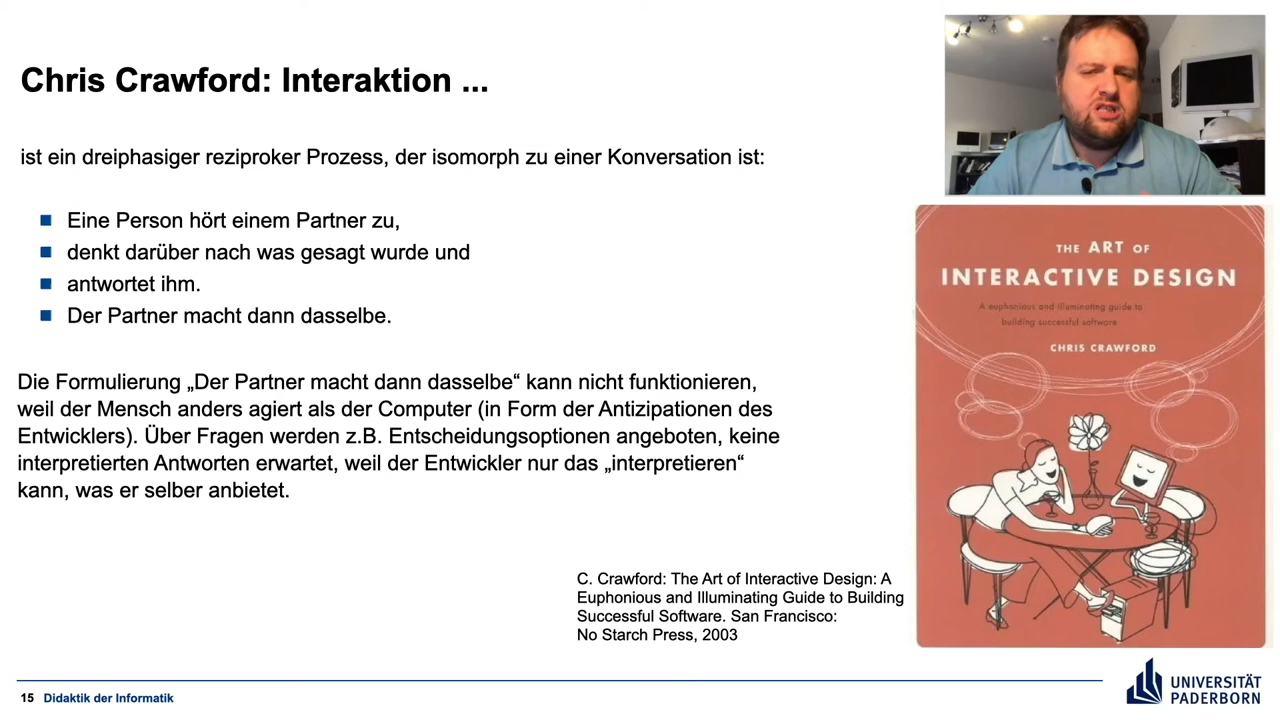 Chris Crawford: Interaktion ...
ist ein dreiphasiger reziproker Prozess, der isomorph zu einer Konversation ist:
Eine Person hört einem Partner zu,
denkt darüber nach was gesagt wurde und
antwortet ihm.
Der Partner macht dann dasselbe.
Die Formulierung „Der Partner macht dann dasselbe“ kann nicht funktionieren,
weil der Mensch anders agiert als der Computer (in Form der Antizipationen des
Entwicklers). Über Fragen werden z.B. Entscheidungsoptionen angeboten, keine
interpretierten Antworten erwartet, weil der Entwickler nur das „interpretieren“
kann, was er selber anbietet.
THE ART OF
INTERACTIVE DESIGN
A euphonious and illuminating guide to
building successful software
CHRIS CRAWFORD
C. Crawford: The Art of Interactive Design: A
Euphonious and Illuminating Guide to Building
Successful Software. San Francisco:
No Starch Press, 2003
15 Didaktik der Informatik
UNIVERSITÄT
PADERBORN